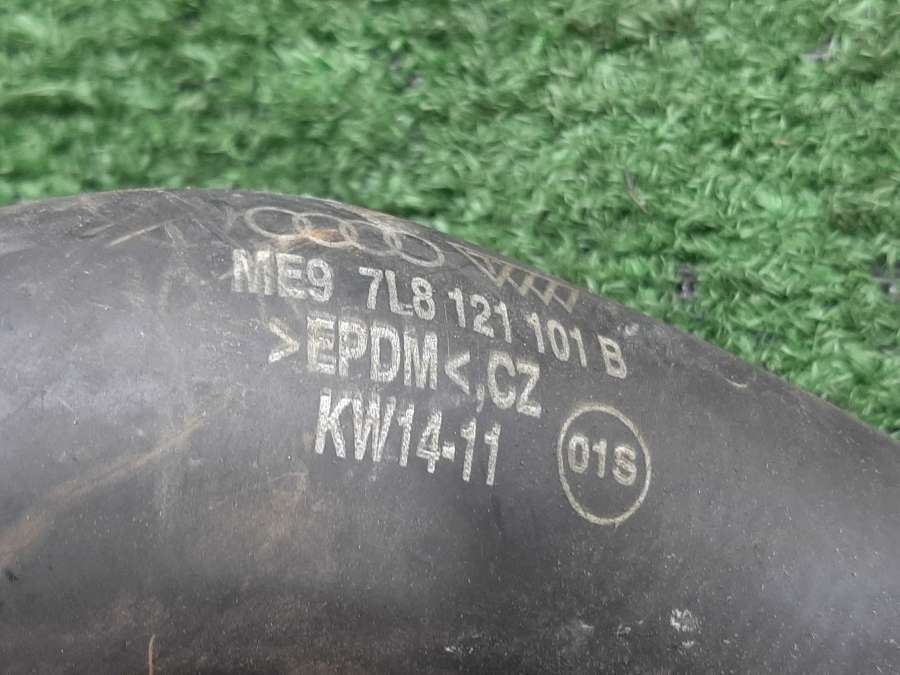 ME9 7L8 121 101 B
>EPDM<,CZ
KW14-11
01S